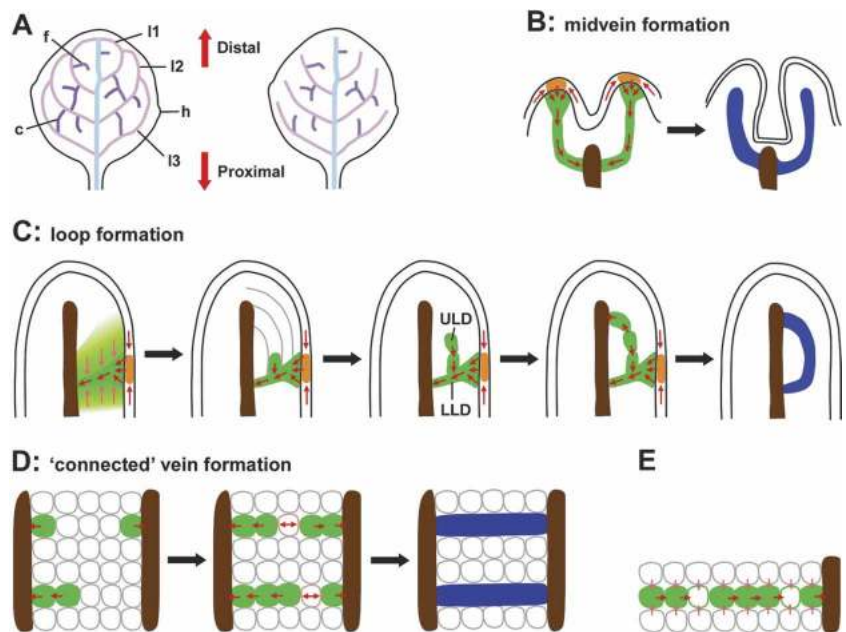 A
l1
f
Distal
l2
h
c
Proximal
l3
B: midvein formation
C: loop formation
ULD
LLD
D: 'connected' vein formation
E